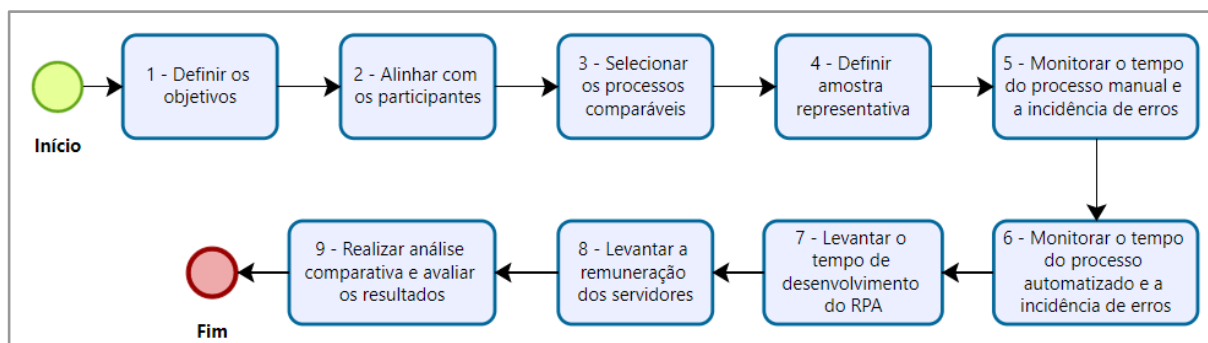 Início
1 - Definir os
objetivos
2 - Alinhar com
os participantes
3 - Selecionar
os processos
comparáveis
4 - Definir
amostra
representativa
5 - Monitorar o tempo
do processo manual e
a incidência de erros
6 - Monitorar o tempo
do processo
automatizado e a
incidência de erros
7 - Levantar o
tempo de
desenvolvimento
do RPA
8 - Levantar a
remuneração
dos servidores
9 - Realizar análise
comparativa e avaliar
os resultados
Fim